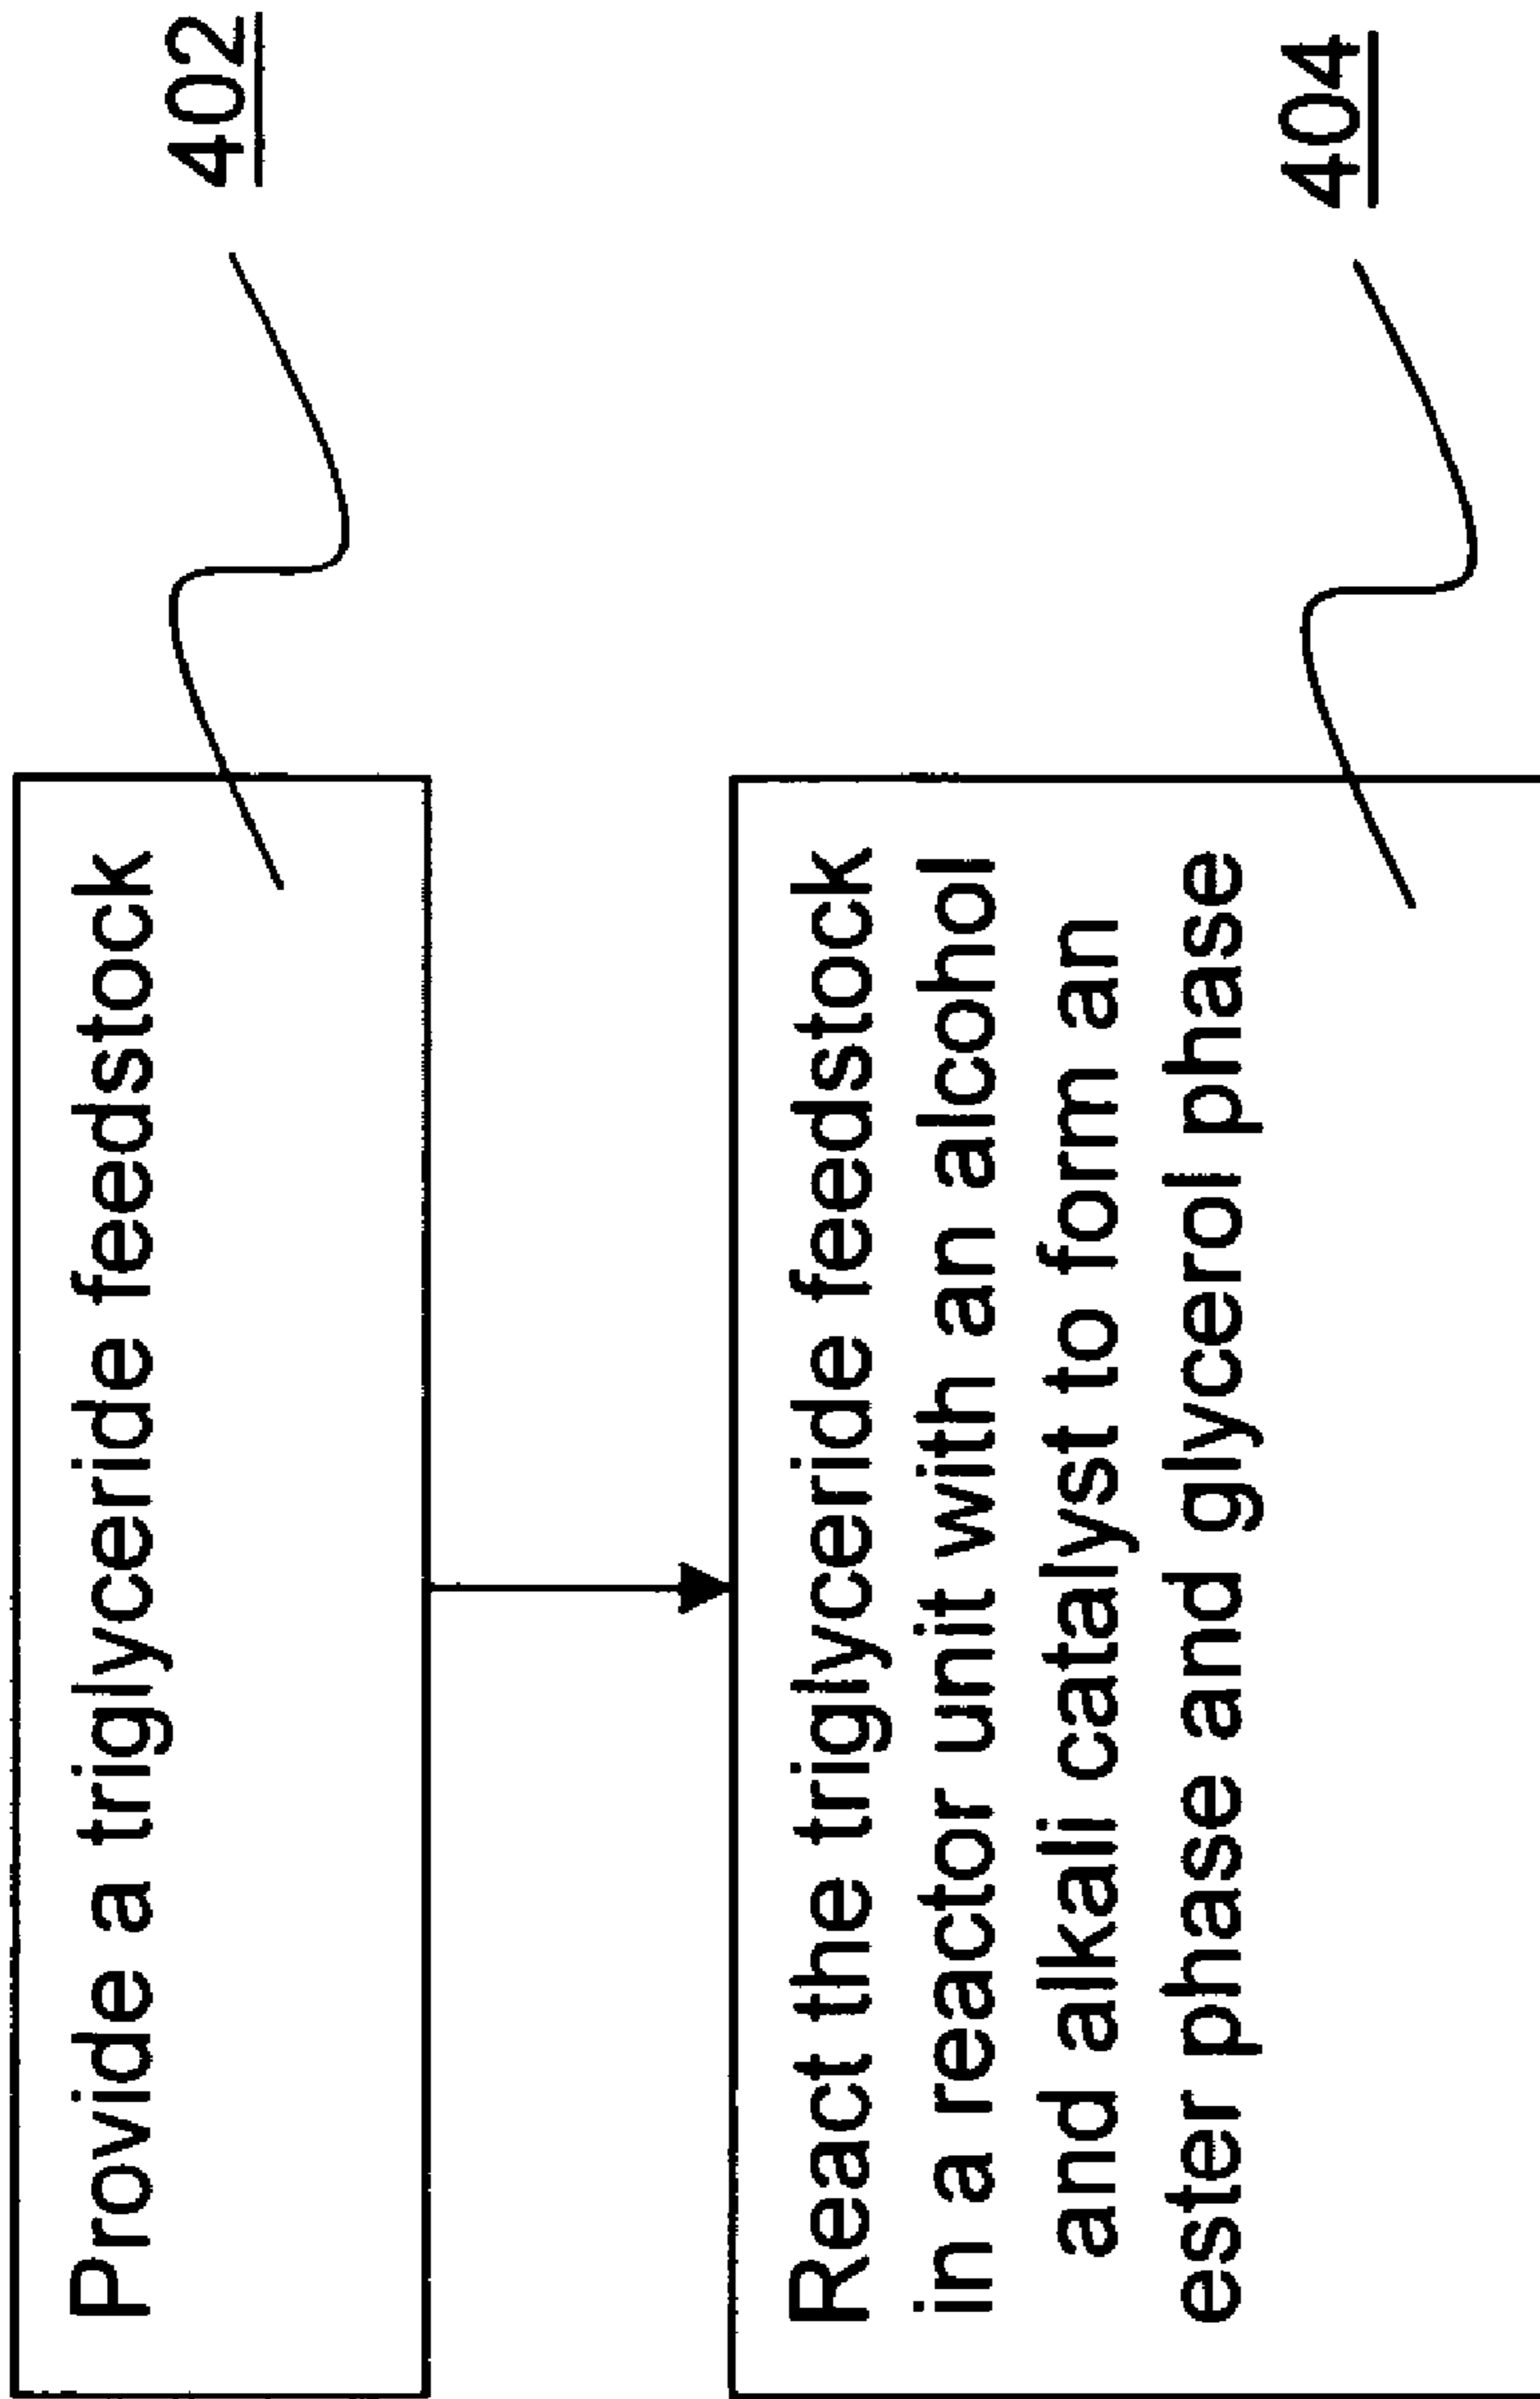 Provide a triglyceride feedstock
402
React the triglyceride feedstock
in a reactor unit with an alcohol
and alkali catalyst to form an
ester phase and glycerol phase
404